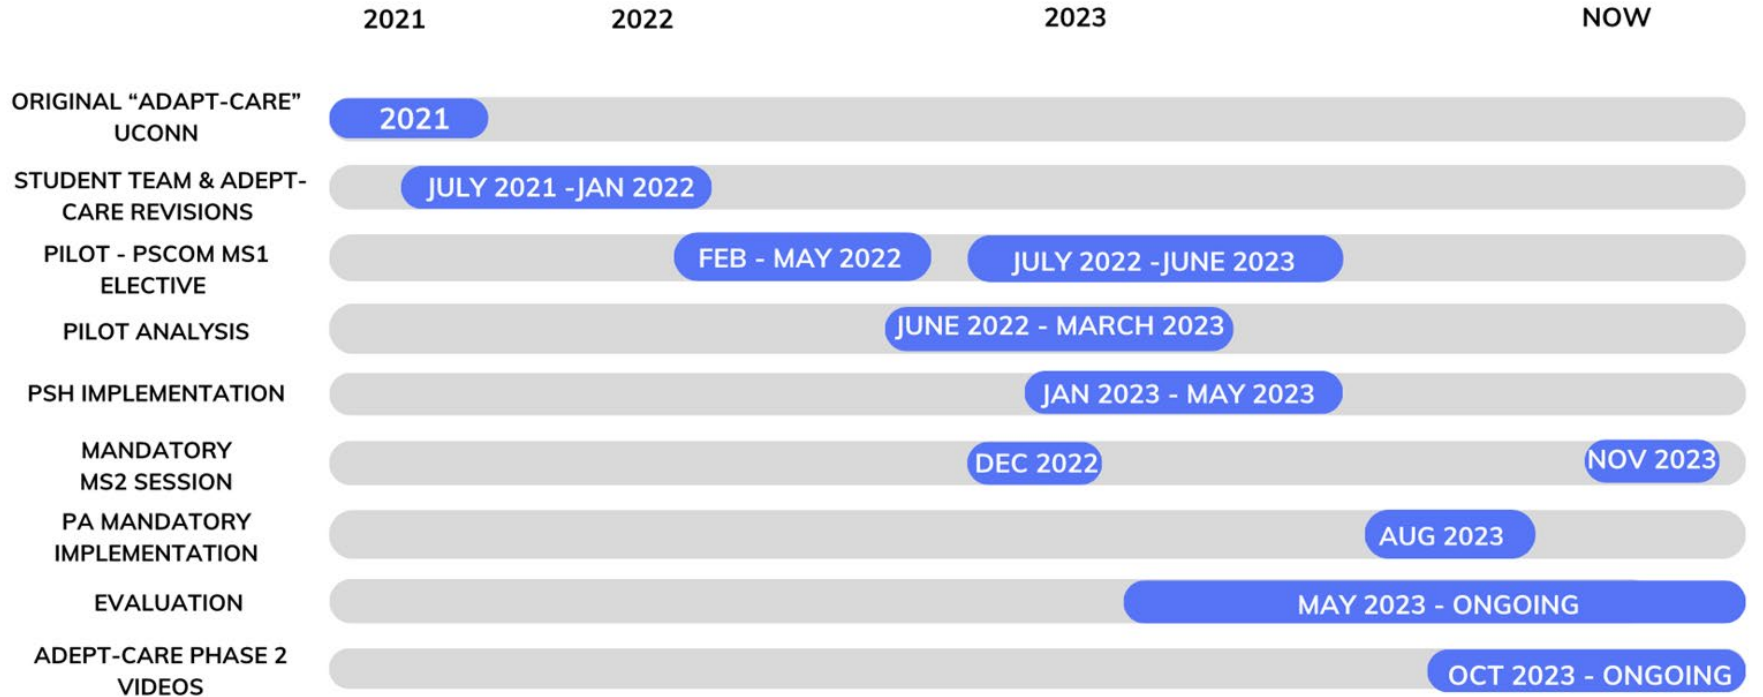 2021 2022 2023 NOW
ORIGINAL “ADAPT-CARE”
UCONN
2021
STUDENT TEAM & ADEPT-
CARE REVISIONS
JULY 2021 -JAN 2022
PILOT - PSCOM MS1
ELECTIVE
FEB - MAY 2022
JULY 2022 -JUNE 2023
PILOT ANALYSIS
JUNE 2022 - MARCH 2023
PSH IMPLEMENTATION
JAN 2023 - MAY 2023
MANDATORY
MS2 SESSION
DEC 2022
NOV 2023
PA MANDATORY
IMPLEMENTATION
AUG 2023
EVALUATION
MAY 2023 - ONGOING
ADEPT-CARE PHASE 2
VIDEOS
OCT 2023 - ONGOING